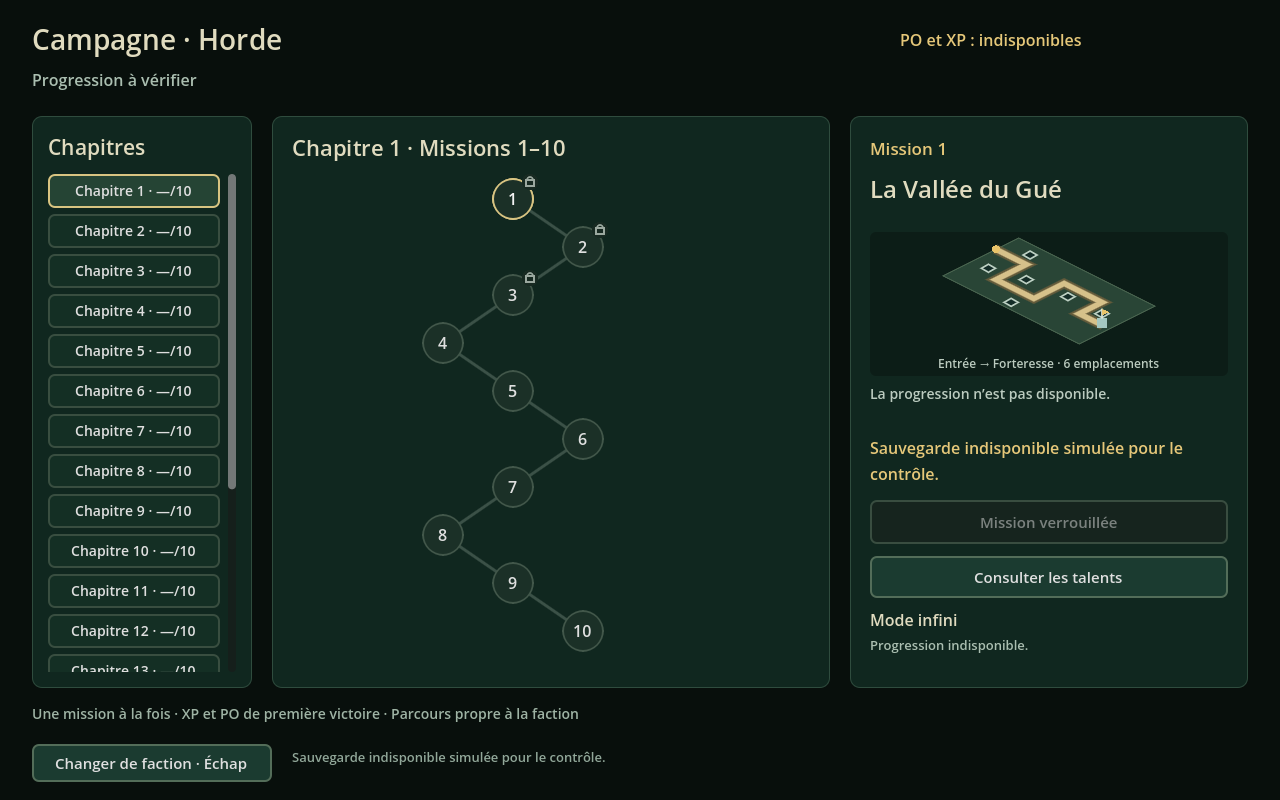 Campagne · Horde
PO et XP : indisponibles
Progression à vérifier
Chapitres
Chapitre 1 · —/10
Chapitre 2 · —/10
Chapitre 3 · —/10
Chapitre 4 · —/10
Chapitre 5 · —/10
Chapitre 6 · —/10
Chapitre 7 · —/10
Chapitre 8 · —/10
Chapitre 9 · —/10
Chapitre 10 · —/10
Chapitre 11 · —/10
Chapitre 12 · —/10
Chapitre 13 · —/10
Chapitre 1 · Missions 1–10
1
2
3
4
5
6
7
8
9
10
Mission 1
La Vallée du Gué
Entrée → Forteresse · 6 emplacements
La progression n’est pas disponible.
Sauvegarde indisponible simulée pour le
contrôle.
Mission verrouillée
Consulter les talents
Mode infini
Progression indisponible.
Une mission à la fois · XP et PO de première victoire · Parcours propre à la faction
Changer de faction · Échap
Sauvegarde indisponible simulée pour le contrôle.